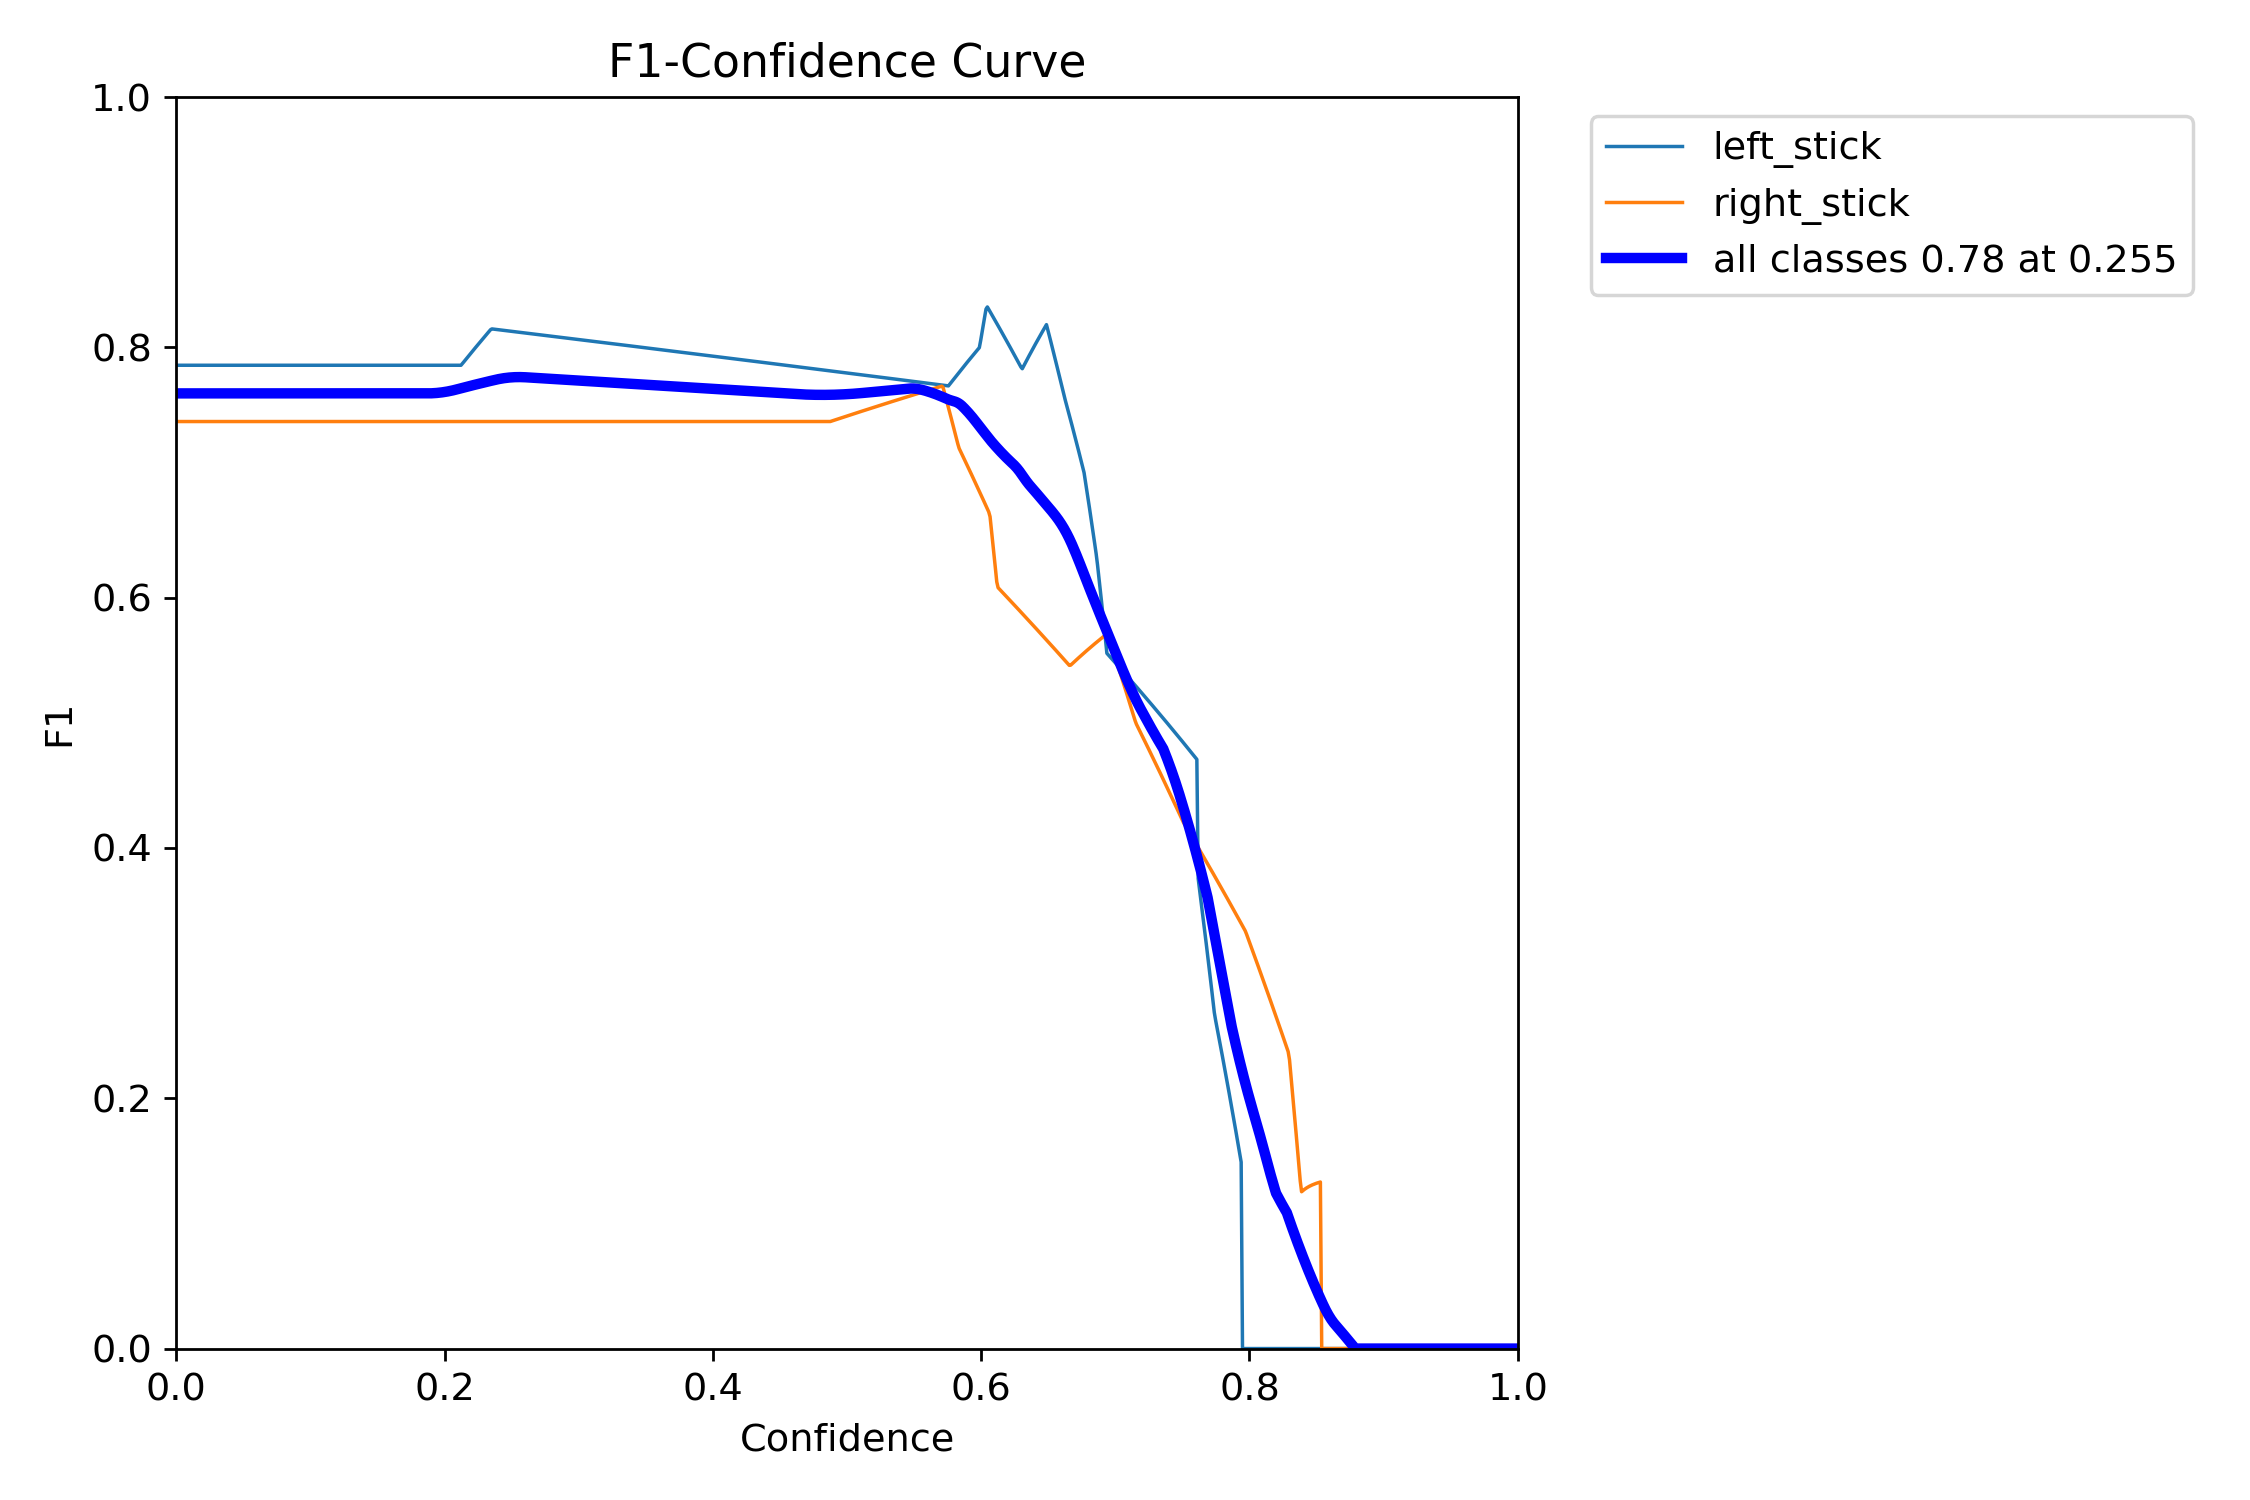 F1-Confidence Curve
1.0
0.8
0.6
0.4
0.2
0.0
F1
0.0 0.2 0.4 0.6 0.8 1.0
Confidence
left_stick
right_stick
all classes 0.78 at 0.255